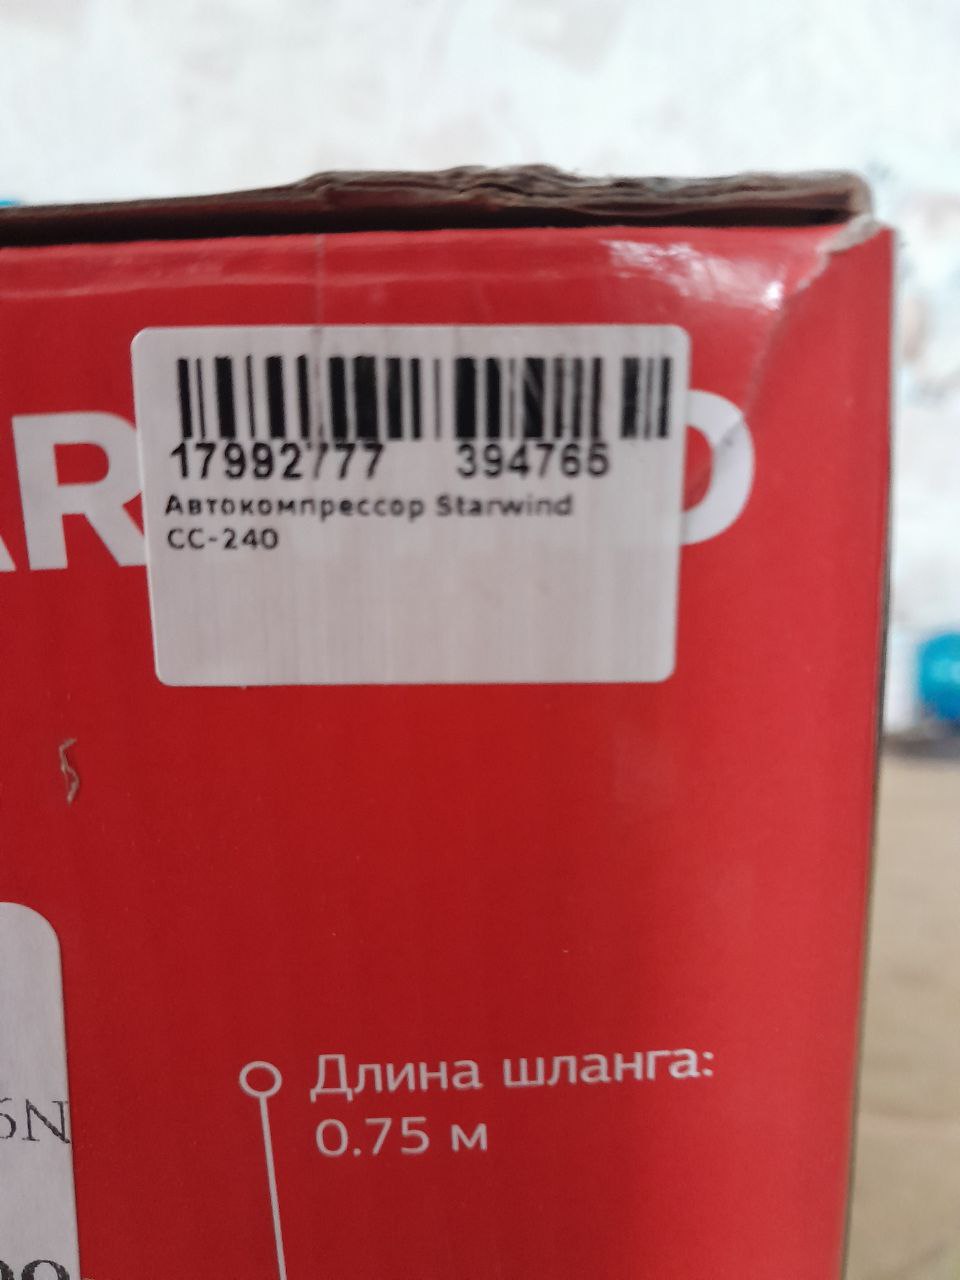 17992777 394765
Автокомпрессор Starwind
CC-240
Длина шланга:
0.75 м